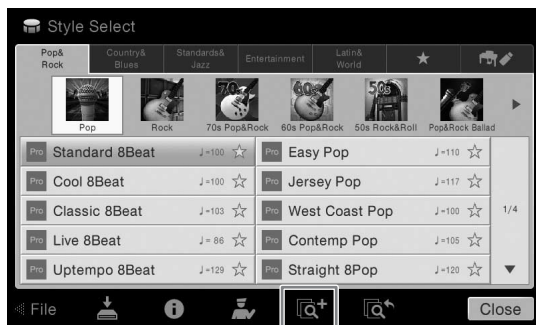 Style Select
Pop& Rock
Country& Blues
Standards& Jazz
Entertainment
Latin& World
Pop
Rock
70s Pop&Rock
60s Pop&Rock
50s Rock&Roll
Pop&Rock Ballad
Pro Standard 8Beat ♩=100 ☆
Pro Easy Pop ♩=110 ☆
Pro Cool 8Beat ♩=100 ☆
Pro Jersey Pop ♩=117 ☆
Pro Classic 8Beat ♩=103 ☆
Pro West Coast Pop ♩=100 ☆
1/4
Pro Live 8Beat ♩= 86 ☆
Pro Contemp Pop ♩=105 ☆
Pro Uptempo 8Beat ♩=129 ☆
Pro Straight 8Pop ♩=120 ☆
File
Close